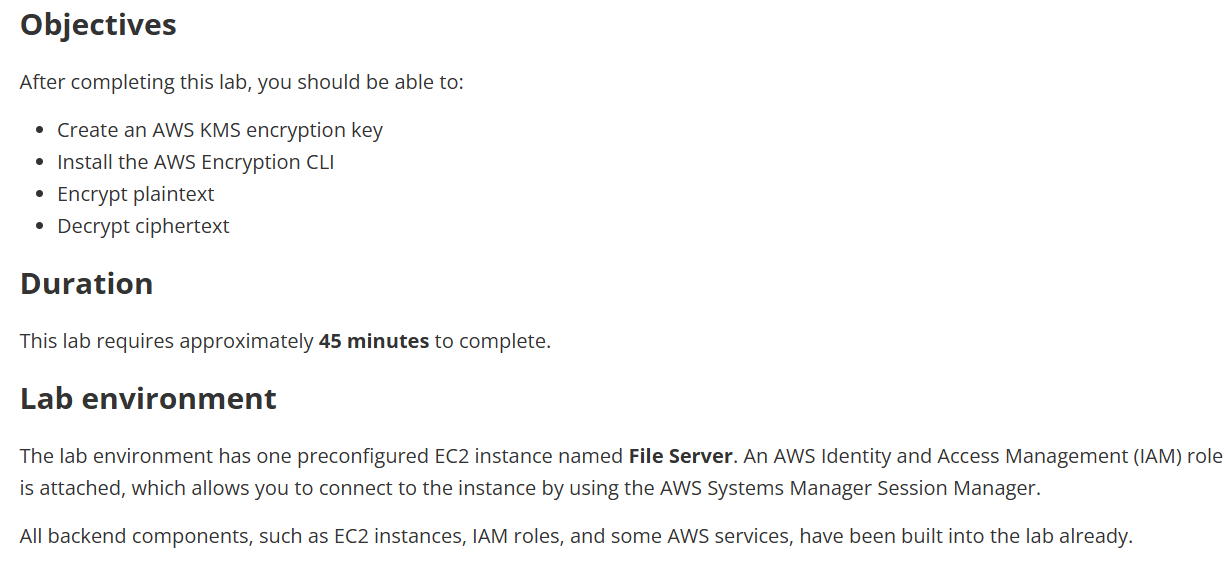 Objectives
After completing this lab, you should be able to:
Create an AWS KMS encryption key
Install the AWS Encryption CLI
Encrypt plaintext
Decrypt ciphertext
Duration
This lab requires approximately 45 minutes to complete.
Lab environment
The lab environment has one preconfigured EC2 instance named File Server. An AWS Identity and Access Management (IAM) role
is attached, which allows you to connect to the instance by using the AWS Systems Manager Session Manager.
All backend components, such as EC2 instances, IAM roles, and some AWS services, have been built into the lab already.